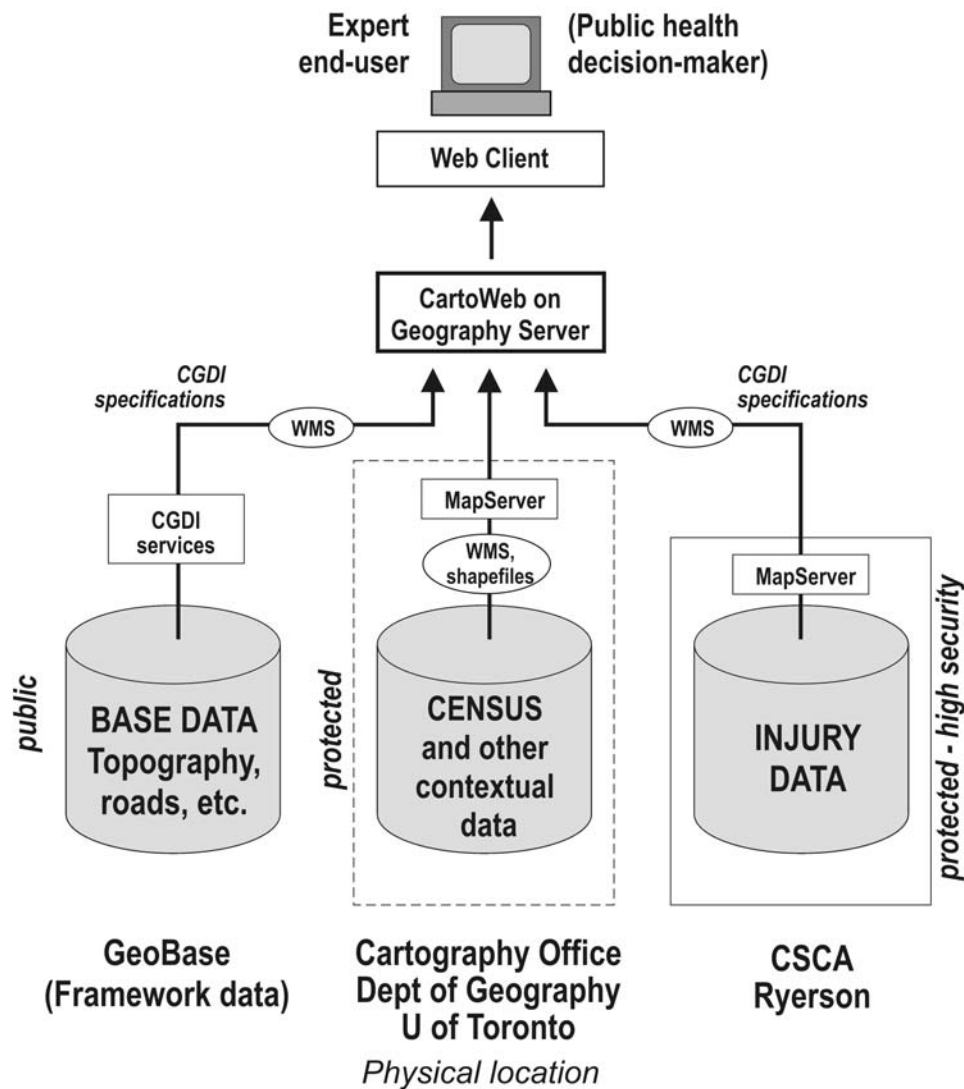 Expert
end-user
(Public health
decision-maker)
Web Client
CartoWeb on
Geography Server
CGDI
specifications
CGDI
specifications
WMS
WMS
CGDI
services
MapServer
WMS,
shapefiles
MapServer
public
BASE DATA
Topography,
roads, etc.
protected
CENSUS
and other
contextual
data
INJURY
DATA
protected - high security
GeoBase
(Framework data)
Cartography Office
Dept of Geography
U of Toronto
CSCA
Ryerson
Physical location